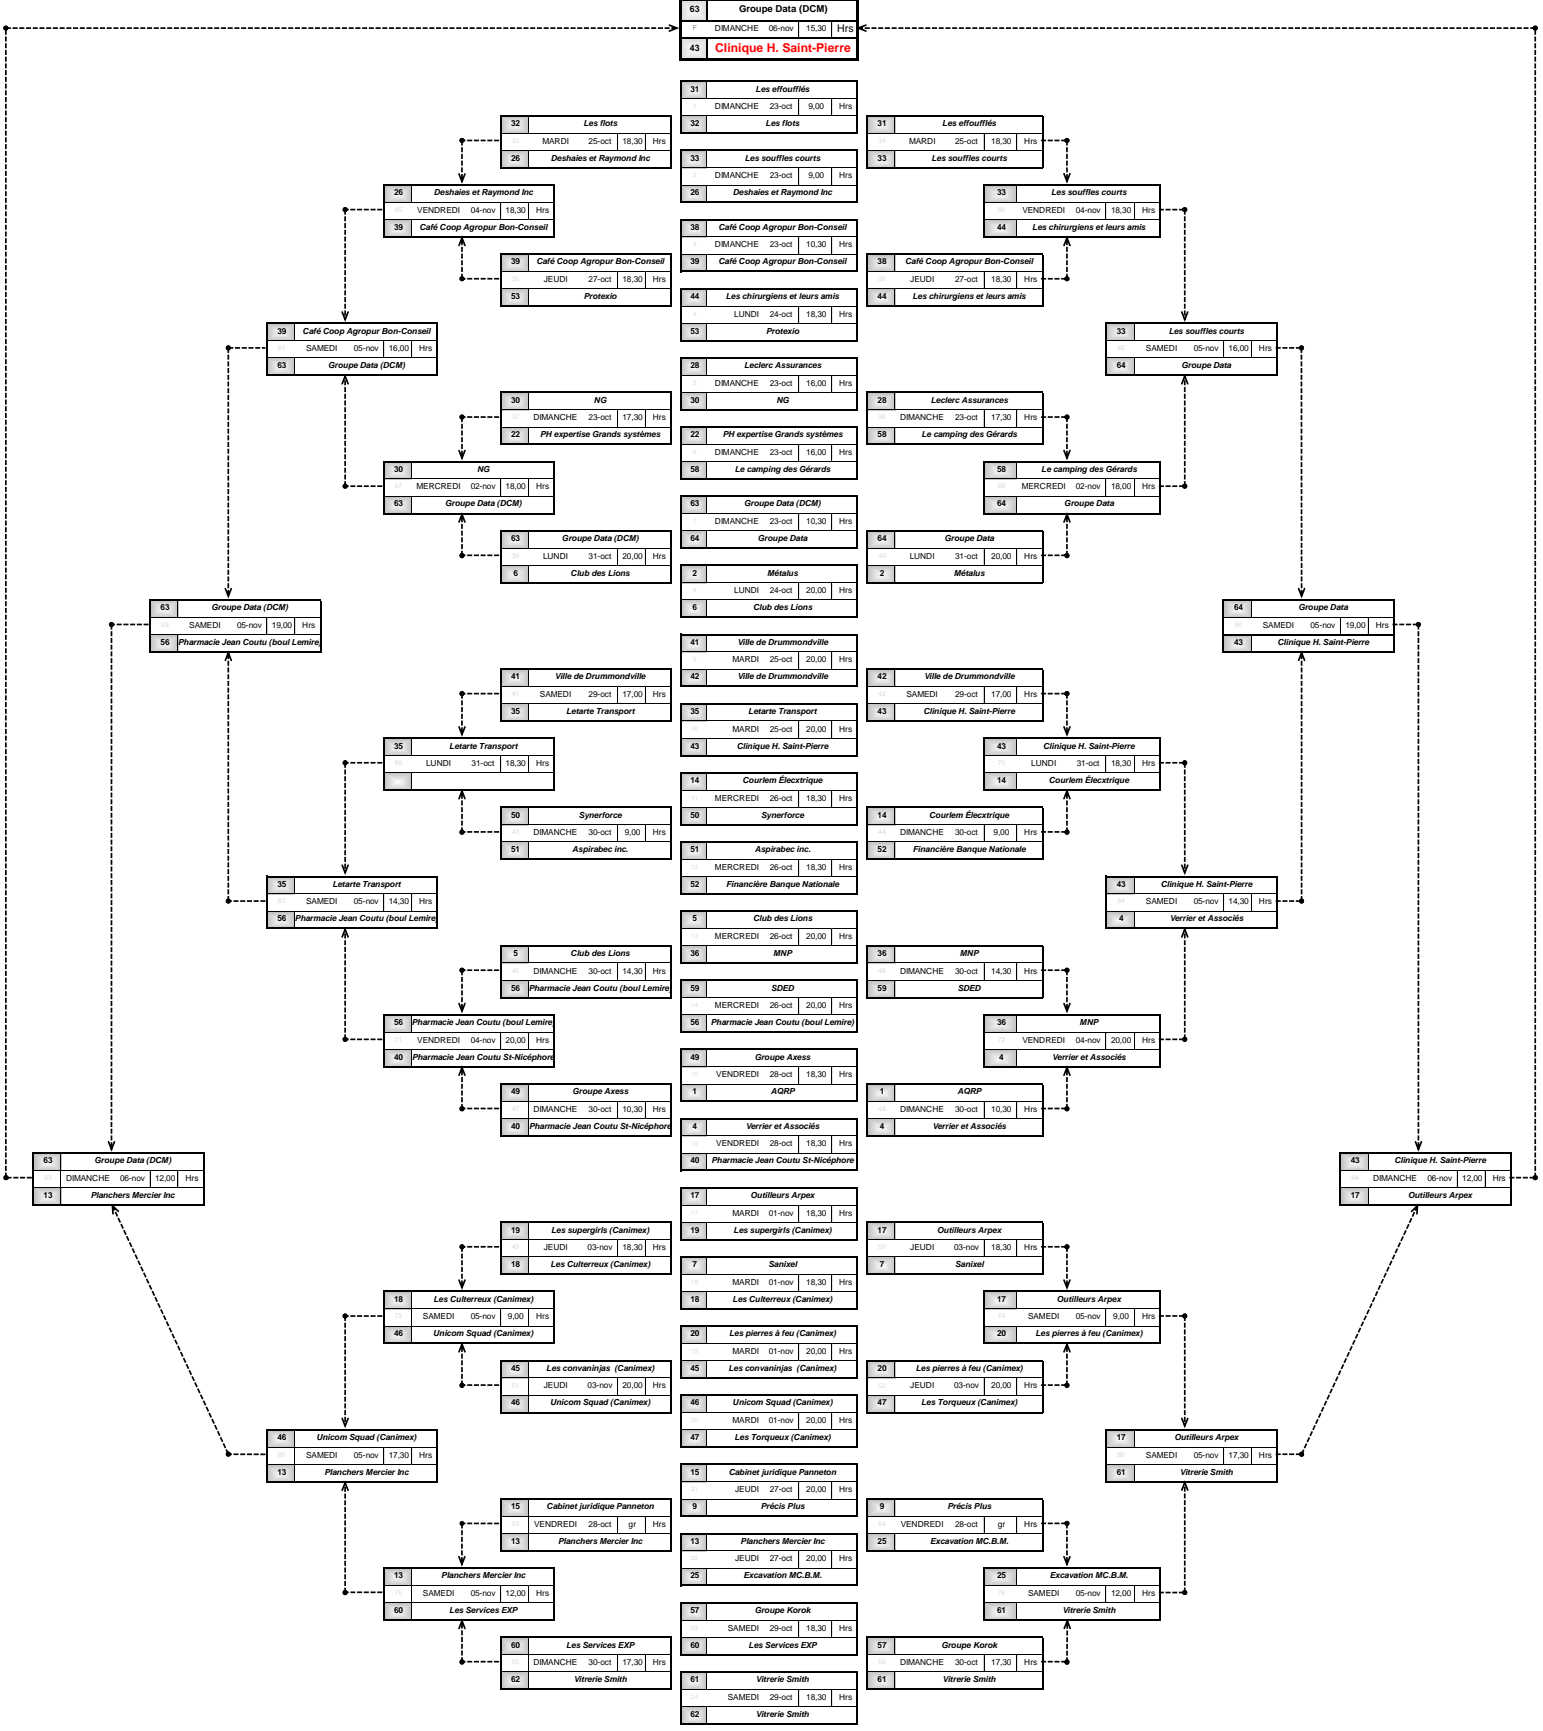 63 Groupe Data (DCM)
F DIMANCHE 06-nov 15,30 Hrs
43 Clinique H. Saint-Pierre
31 Les effoufflés
DIMANCHE 23-oct 9,00 Hrs
32 Les flots
32 Les flots
MARDI 25-oct 18,30 Hrs
26 Deshaies et Raymond Inc
31 Les effoufflés
MARDI 25-oct 18,30 Hrs
33 Les souffles courts
33 Les souffles courts
DIMANCHE 23-oct 9,00 Hrs
26 Deshaies et Raymond Inc
26 Deshaies et Raymond Inc
VENDREDI 04-nov 18,30 Hrs
39 Café Coop Agropur Bon-Conseil
33 Les souffles courts
VENDREDI 04-nov 18,30 Hrs
44 Les chirurgiens et leurs amis
38 Café Coop Agropur Bon-Conseil
DIMANCHE 23-oct 10,30 Hrs
39 Café Coop Agropur Bon-Conseil
39 Café Coop Agropur Bon-Conseil
JEUDI 27-oct 18,30 Hrs
53 Protexio
38 Café Coop Agropur Bon-Conseil
JEUDI 27-oct 18,30 Hrs
44 Les chirurgiens et leurs amis
44 Les chirurgiens et leurs amis
LUNDI 24-oct 18,30 Hrs
53 Protexio
39 Café Coop Agropur Bon-Conseil
SAMEDI 05-nov 16,00 Hrs
63 Groupe Data (DCM)
33 Les souffles courts
SAMEDI 05-nov 16,00 Hrs
64 Groupe Data
28 Leclerc Assurances
DIMANCHE 23-oct 16,00 Hrs
30 NG
30 NG
DIMANCHE 23-oct 17,30 Hrs
22 PH expertise Grands systèmes
28 Leclerc Assurances
DIMANCHE 23-oct 17,30 Hrs
58 Le camping des Gérards
22 PH expertise Grands systèmes
DIMANCHE 23-oct 16,00 Hrs
58 Le camping des Gérards
30 NG
MERCREDI 02-nov 18,00 Hrs
63 Groupe Data (DCM)
58 Le camping des Gérards
MERCREDI 02-nov 18,00 Hrs
64 Groupe Data
63 Groupe Data (DCM)
DIMANCHE 23-oct 10,30 Hrs
64 Groupe Data
63 Groupe Data (DCM)
LUNDI 31-oct 20,00 Hrs
6 Club des Lions
64 Groupe Data
LUNDI 31-oct 20,00 Hrs
2 Métalus
2 Métalus
LUNDI 24-oct 20,00 Hrs
6 Club des Lions
63 Groupe Data (DCM)
SAMEDI 05-nov 19,00 Hrs
56 Pharmacie Jean Coutu (boul Lemire)
64 Groupe Data
SAMEDI 05-nov 19,00 Hrs
43 Clinique H. Saint-Pierre
41 Ville de Drummondville
MARDI 25-oct 20,00 Hrs
42 Ville de Drummondville
41 Ville de Drummondville
SAMEDI 29-oct 17,00 Hrs
35 Letarte Transport
42 Ville de Drummondville
SAMEDI 29-oct 17,00 Hrs
43 Clinique H. Saint-Pierre
35 Letarte Transport
MARDI 25-oct 20,00 Hrs
43 Clinique H. Saint-Pierre
35 Letarte Transport
LUNDI 31-oct 18,30 Hrs
43 Clinique H. Saint-Pierre
LUNDI 31-oct 18,30 Hrs
14 Courlem Élecxtrique
14 Courlem Élecxtrique
MERCREDI 26-oct 18,30 Hrs
50 Synerforce
50 Synerforce
DIMANCHE 30-oct 9,00 Hrs
51 Aspirabec inc.
14 Courlem Élecxtrique
DIMANCHE 30-oct 9,00 Hrs
52 Financière Banque Nationale
51 Aspirabec inc.
MERCREDI 26-oct 18,30 Hrs
52 Financière Banque Nationale
35 Letarte Transport
SAMEDI 05-nov 14,30 Hrs
56 Pharmacie Jean Coutu (boul Lemire)
43 Clinique H. Saint-Pierre
SAMEDI 05-nov 14,30 Hrs
4 Verrier et Associés
5 Club des Lions
MERCREDI 26-oct 20,00 Hrs
36 MNP
5 Club des Lions
DIMANCHE 30-oct 14,30 Hrs
56 Pharmacie Jean Coutu (boul Lemire)
36 MNP
DIMANCHE 30-oct 14,30 Hrs
59 SDED
59 SDED
MERCREDI 26-oct 20,00 Hrs
56 Pharmacie Jean Coutu (boul Lemire)
56 Pharmacie Jean Coutu (boul Lemire)
VENDREDI 04-nov 20,00 Hrs
40 Pharmacie Jean Coutu St-Nicéphore
36 MNP
VENDREDI 04-nov 20,00 Hrs
4 Verrier et Associés
49 Groupe Axess
VENDREDI 28-oct 18,30 Hrs
1 AQRP
49 Groupe Axess
DIMANCHE 30-oct 10,30 Hrs
40 Pharmacie Jean Coutu St-Nicéphore
1 AQRP
DIMANCHE 30-oct 10,30 Hrs
4 Verrier et Associés
4 Verrier et Associés
VENDREDI 28-oct 18,30 Hrs
40 Pharmacie Jean Coutu St-Nicéphore
63 Groupe Data (DCM)
DIMANCHE 06-nov 12,00 Hrs
13 Planchers Mercier Inc
43 Clinique H. Saint-Pierre
DIMANCHE 06-nov 12,00 Hrs
17 Outilleurs Arpex
17 Outilleurs Arpex
MARDI 01-nov 18,30 Hrs
19 Les supergirls (Canimex)
19 Les supergirls (Canimex)
JEUDI 03-nov 18,30 Hrs
18 Les Culterreux (Canimex)
17 Outilleurs Arpex
JEUDI 03-nov 18,30 Hrs
7 Sanixel
7 Sanixel
MARDI 01-nov 18,30 Hrs
18 Les Culterreux (Canimex)
18 Les Culterreux (Canimex)
SAMEDI 05-nov 9,00 Hrs
46 Unicom Squad (Canimex)
17 Outilleurs Arpex
SAMEDI 05-nov 9,00 Hrs
20 Les pierres à feu (Canimex)
20 Les pierres à feu (Canimex)
MARDI 01-nov 20,00 Hrs
45 Les convaninjas (Canimex)
45 Les convaninjas (Canimex)
JEUDI 03-nov 20,00 Hrs
46 Unicom Squad (Canimex)
20 Les pierres à feu (Canimex)
JEUDI 03-nov 20,00 Hrs
47 Les Torqueux (Canimex)
46 Unicom Squad (Canimex)
MARDI 01-nov 20,00 Hrs
47 Les Torqueux (Canimex)
46 Unicom Squad (Canimex)
SAMEDI 05-nov 17,30 Hrs
13 Planchers Mercier Inc
17 Outilleurs Arpex
SAMEDI 05-nov 17,30 Hrs
61 Vitrerie Smith
15 Cabinet juridique Panneton
JEUDI 27-oct 20,00 Hrs
9 Précis Plus
15 Cabinet juridique Panneton
VENDREDI 28-oct gr Hrs
13 Planchers Mercier Inc
9 Précis Plus
VENDREDI 28-oct gr Hrs
25 Excavation MC.B.M.
13 Planchers Mercier Inc
JEUDI 27-oct 20,00 Hrs
25 Excavation MC.B.M.
13 Planchers Mercier Inc
SAMEDI 05-nov 12,00 Hrs
60 Les Services EXP
25 Excavation MC.B.M.
SAMEDI 05-nov 12,00 Hrs
61 Vitrerie Smith
57 Groupe Korok
SAMEDI 29-oct 18,30 Hrs
60 Les Services EXP
60 Les Services EXP
DIMANCHE 30-oct 17,30 Hrs
62 Vitrerie Smith
57 Groupe Korok
DIMANCHE 30-oct 17,30 Hrs
61 Vitrerie Smith
61 Vitrerie Smith
SAMEDI 29-oct 18,30 Hrs
62 Vitrerie Smith